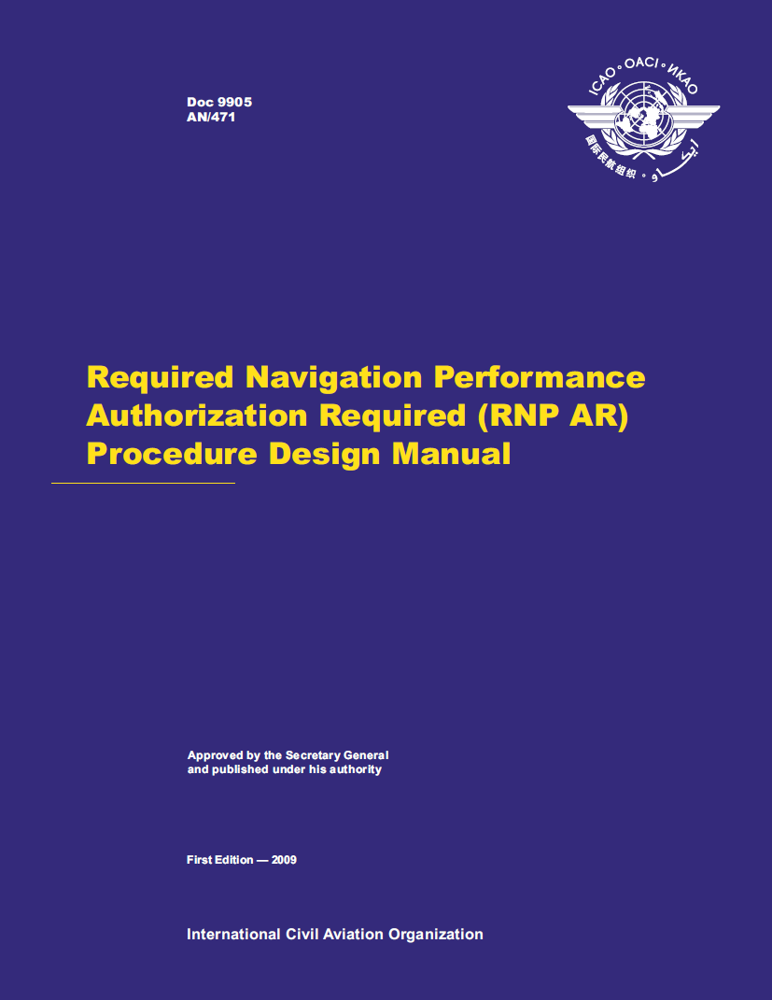 Doc 9905
AN/471
ICAO ° OACI ° ИКАО
国际民航组织 ° ايكاو
Required Navigation Performance
Authorization Required (RNP AR)
Procedure Design Manual
Approved by the Secretary General
and published under his authority
First Edition — 2009
International Civil Aviation Organization